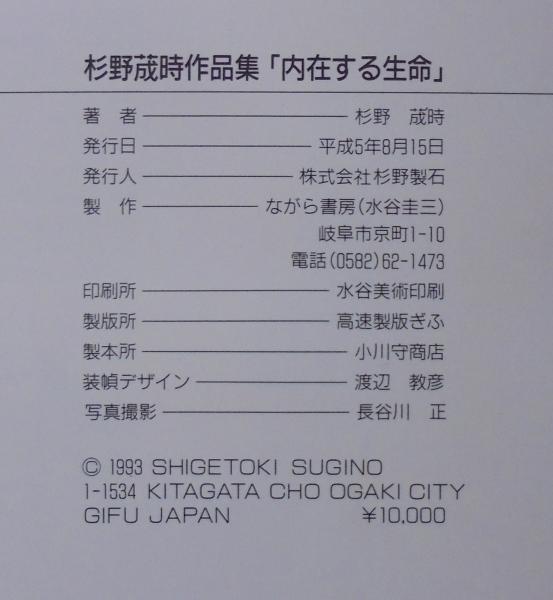 杉野茂時作品集「内在する生命」
著 者 杉野 茂時
発行日 平成5年8月15日
発行人 株式会社杉野製石
製 作 ながら書房(水谷圭三)
岐阜市京町1-10
電話(0582)62-1473
印刷所 水谷美術印刷
製版所 高速製版ぎふ
製本所 小川守商店
装幀デザイン 渡辺 教彦
写真撮影 長谷川 正
© 1993 SHIGETOKI SUGINO
1-1534 KITAGATA CHO OGAKI CITY
GIFU JAPAN ¥10,000